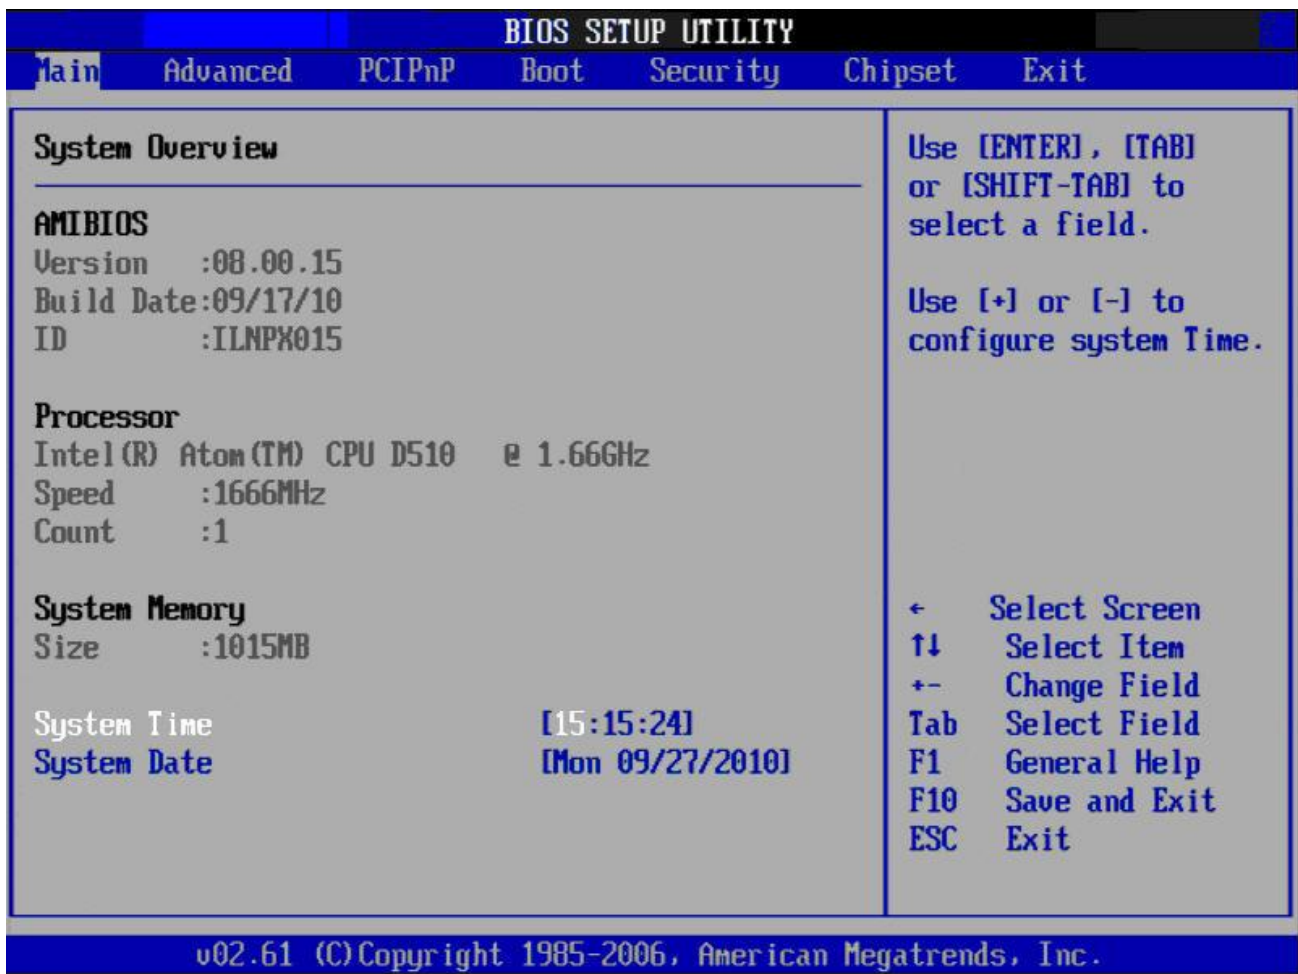 BIOS SETUP UTILITY
Main Advanced PCIPnP Boot Security Chipset Exit
System Overview
AMIBIOS
Version :08.00.15
Build Date:09/17/10
ID :ILNPX015
Processor
Intel(R) Atom(TM) CPU D510 @ 1.66GHz
Speed :1666MHz
Count :1
System Memory
Size :1015MB
System Time [15:15:24]
System Date [Mon 09/27/2010]
Use [ENTER], [TAB]
or [SHIFT-TAB] to
select a field.
Use [+] or [-] to
configure system Time.
← Select Screen
↑↓ Select Item
+- Change Field
Tab Select Field
F1 General Help
F10 Save and Exit
ESC Exit
v02.61 (C)Copyright 1985-2006, American Megatrends, Inc.